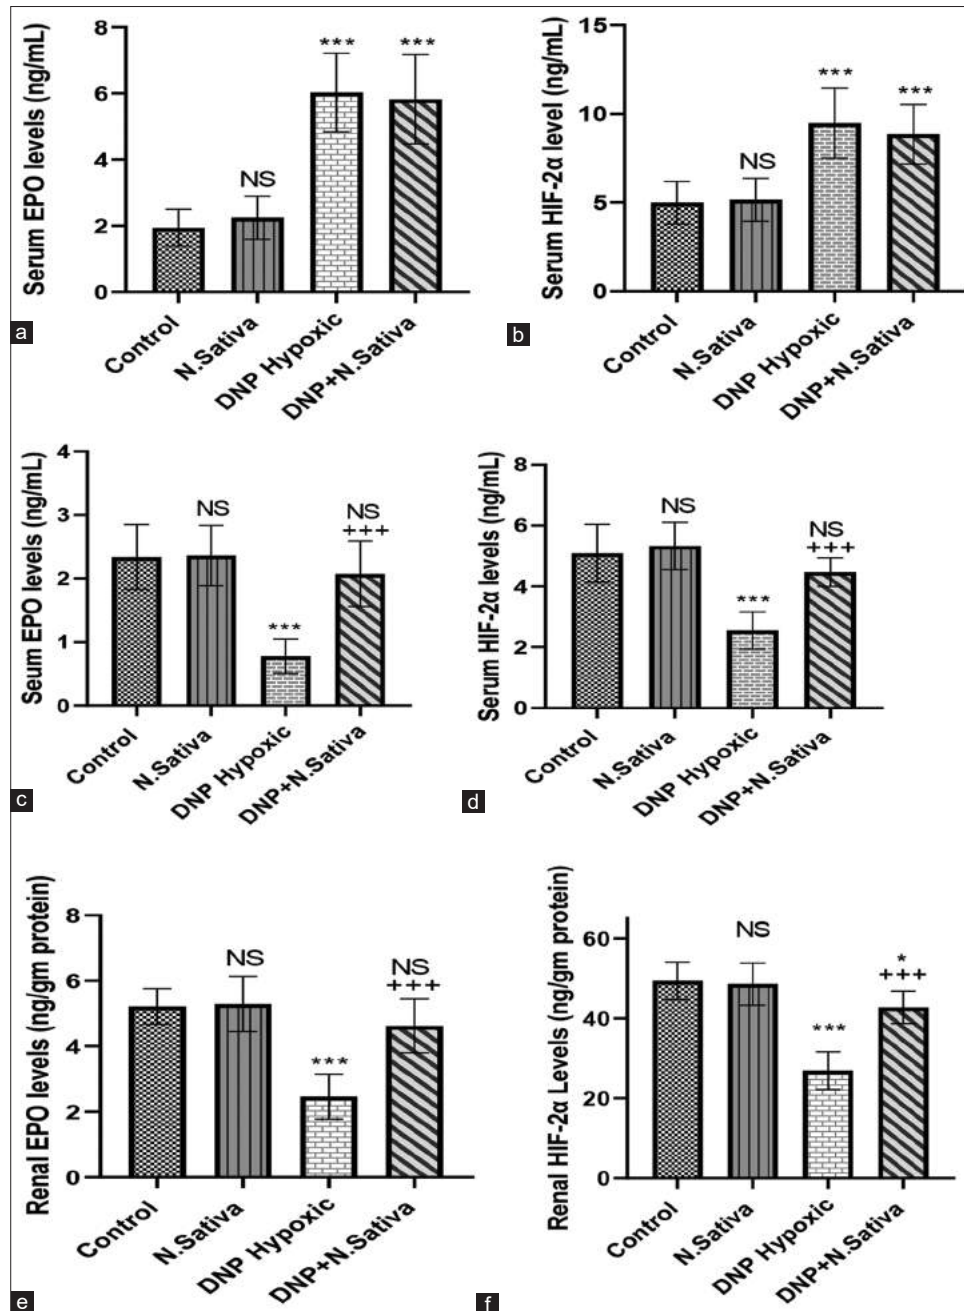 Serum EPO levels (ng/mL)
8
6
4
2
0
NS
***
***
Control
N.Sativa
DNP Hypoxic
DNP+N.Sativa
a
Serum HIF-2α level (ng/mL)
15
10
5
0
NS
***
***
Control
N.Sativa
DNP Hypoxic
DNP+N.Sativa
b
Seum EPO levels (ng/mL)
4
3
2
1
0
NS
***
NS
+++
Control
N.Sativa
DNP Hypoxic
DNP+N.Sativa
c
Serum HIF-2α levels (ng/mL)
8
6
4
2
0
NS
***
NS
+++
Control
N.Sativa
DNP Hypoxic
DNP+N.Sativa
d
Renal EPO levels (ng/gm protein)
8
6
4
2
0
NS
***
NS
+++
Control
N.Sativa
DNP Hypoxic
DNP+N.Sativa
e
Renal HIF-2α Levels (ng/gm protein)
60
40
20
0
NS
***
*
+++
Control
N.Sativa
DNP Hypoxic
DNP+N.Sativa
f